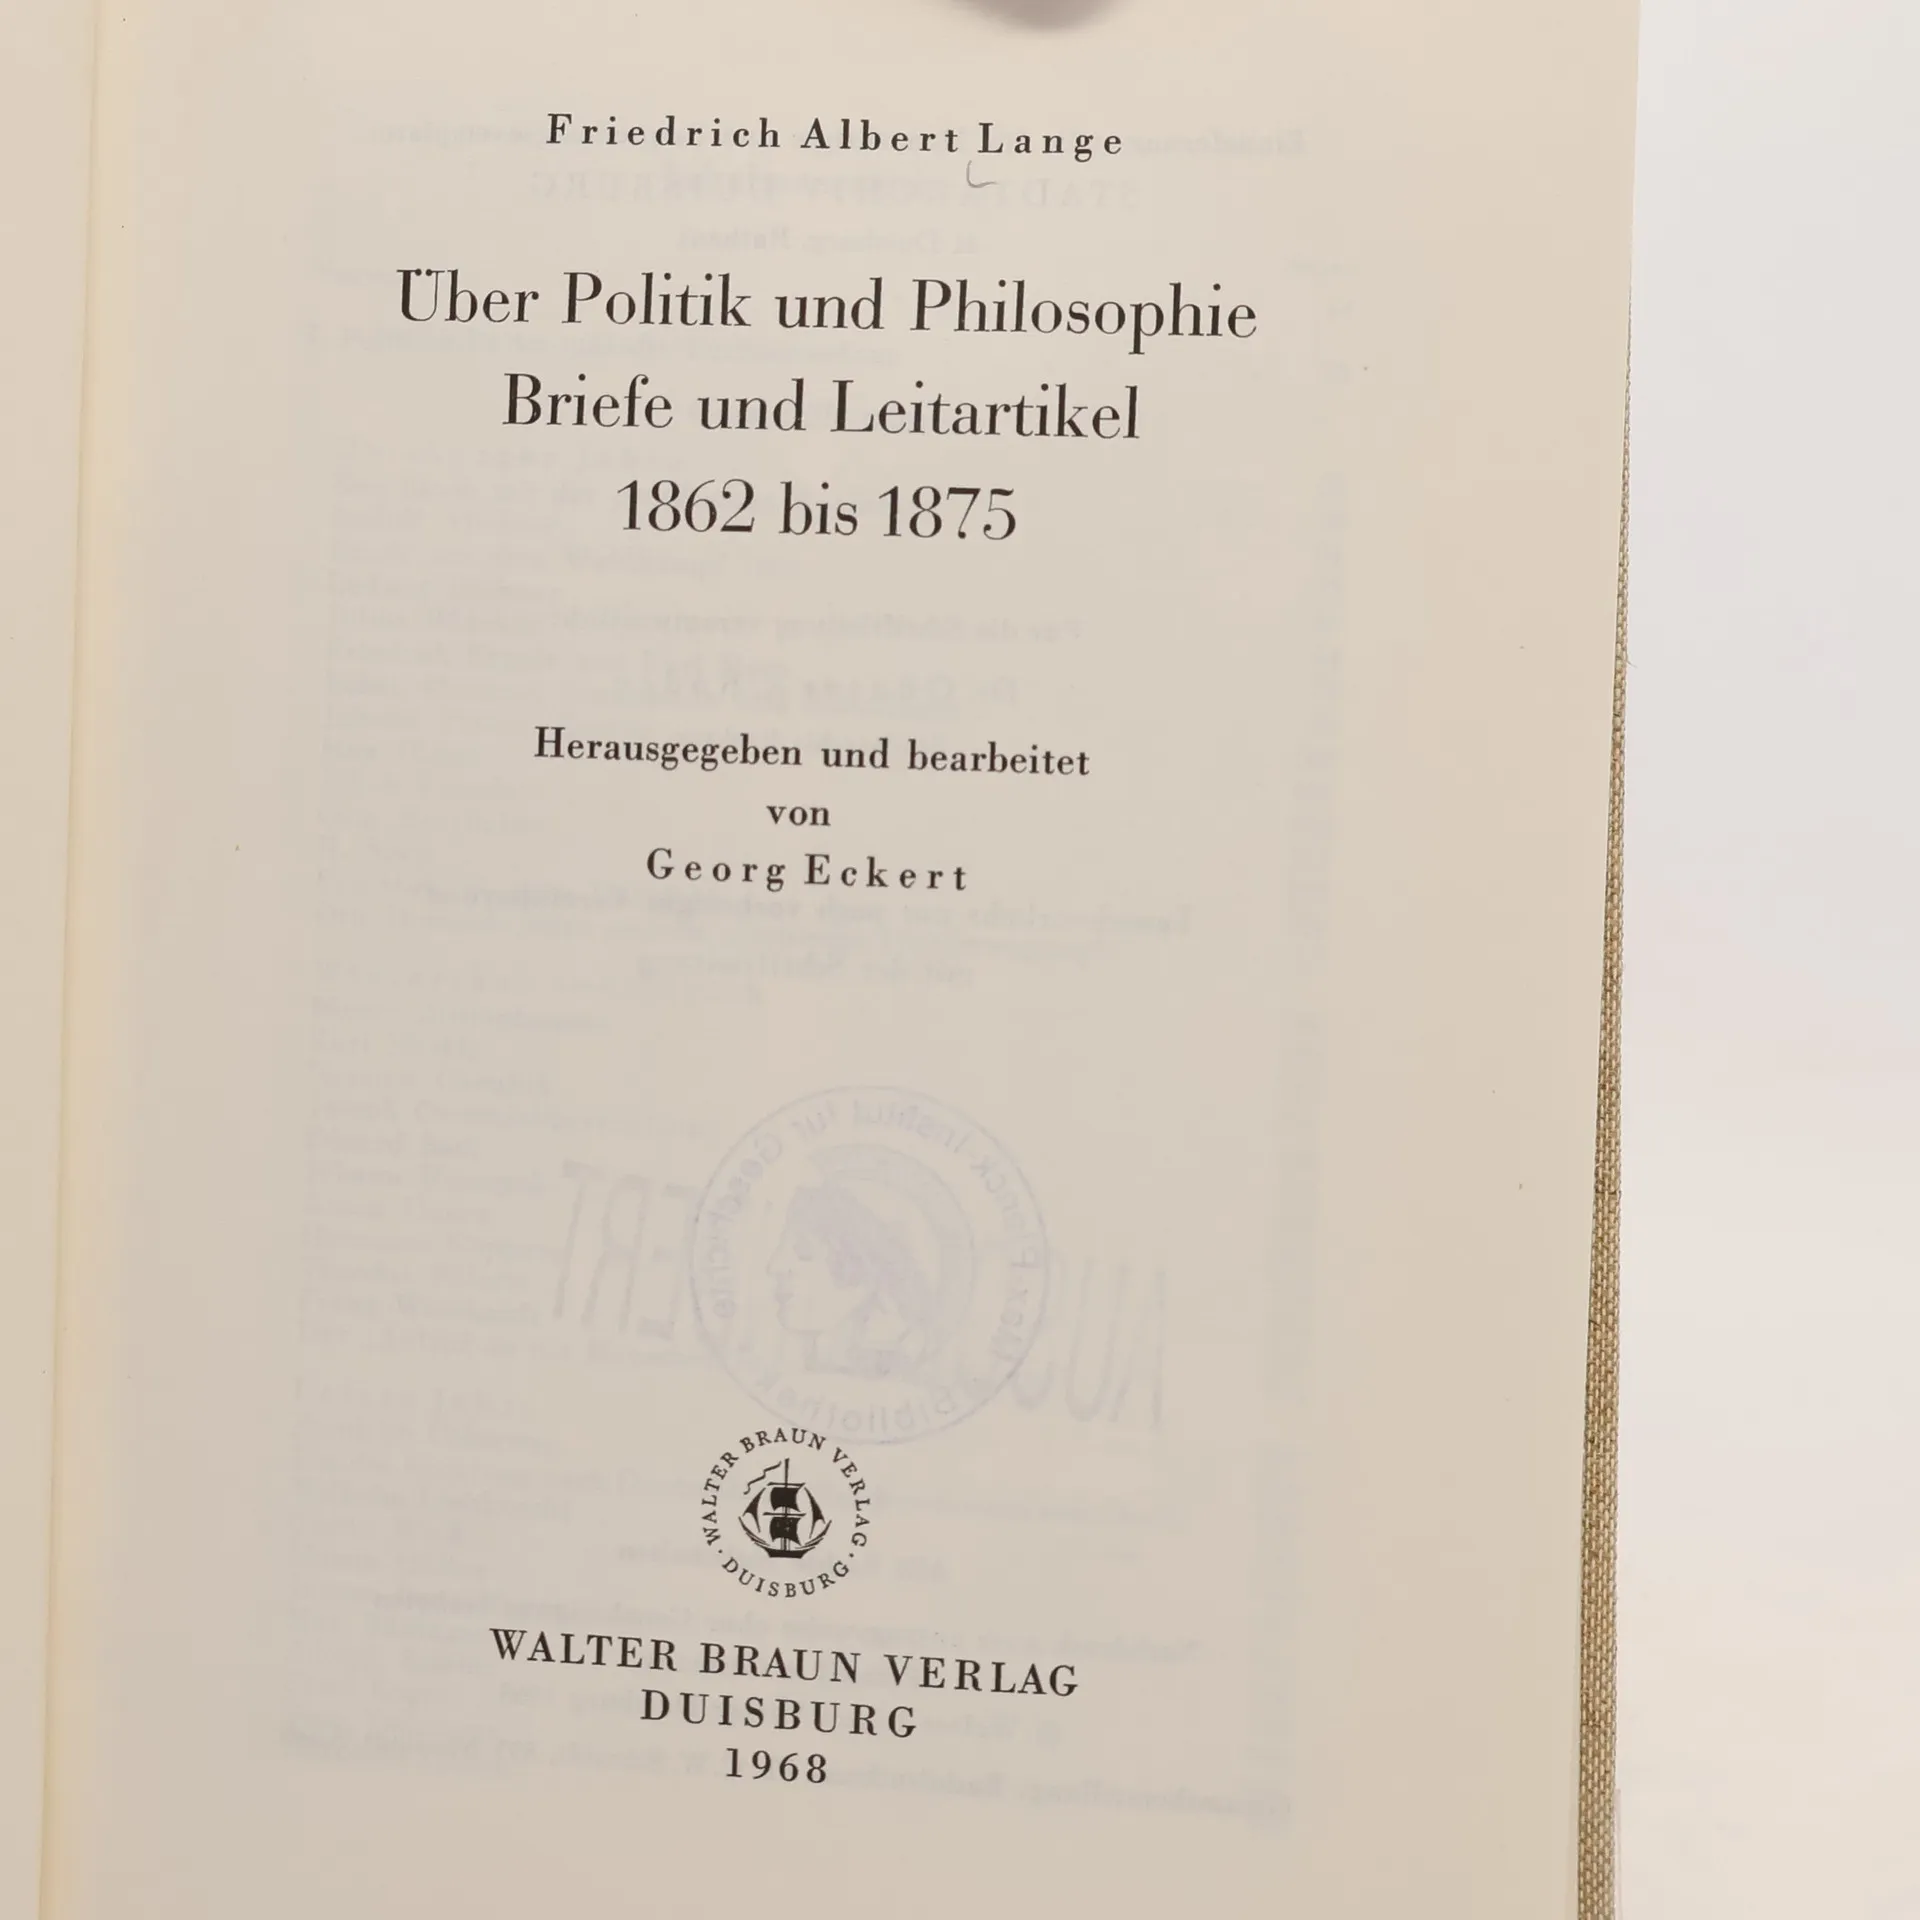 Friedrich Albert Lange
Über Politik und Philosophie
Briefe und Leitartikel
1862 bis 1875
Herausgegeben und bearbeitet
von
Georg Eckert
WALTER BRAUN VERLAG · DUISBURG ·
WALTER BRAUN VERLAG
DUISBURG
1968